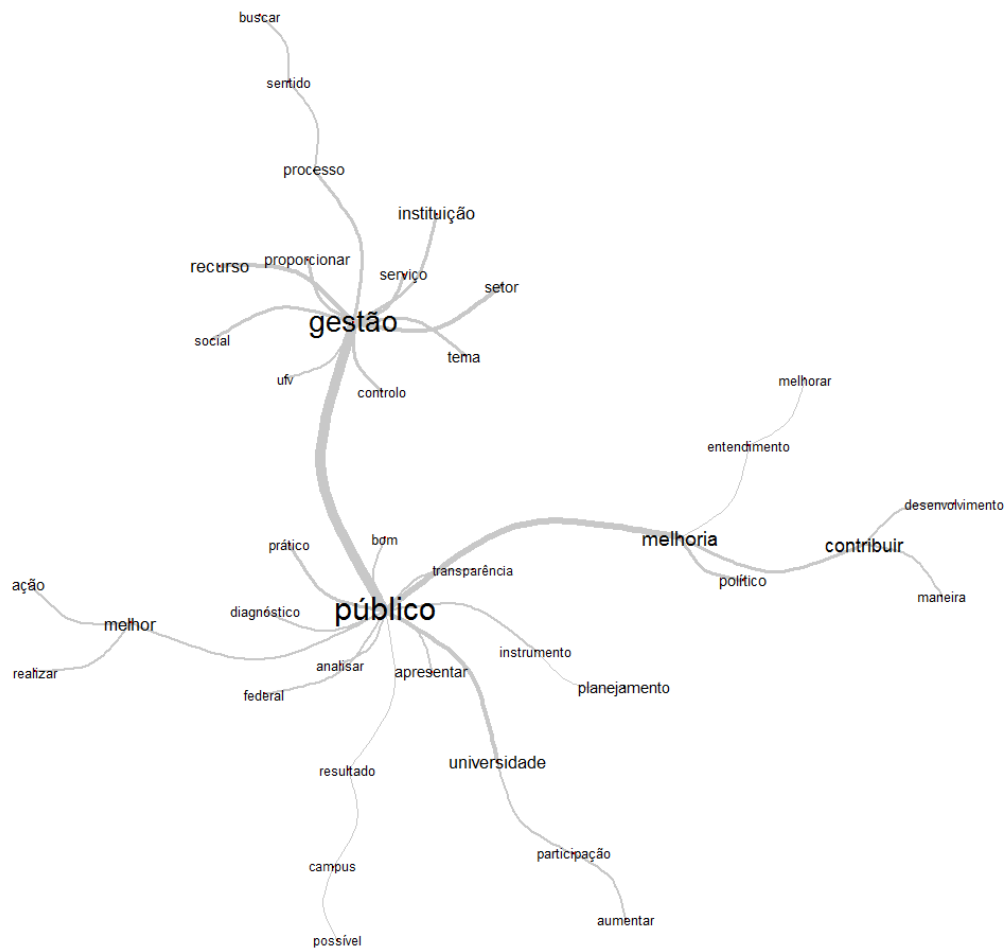 buscar
sentido
processo
instituição
proporcionar
recurso
serviço
setor
gestão
social
tema
ufv
controlo
melhorar
entendimento
desenvolvimento
melhoria
contribuir
prático
bom
transparência
político
ação
maneira
diagnóstico
público
melhor
instrumento
analisar
apresentar
realizar
planejamento
federal
universidade
resultado
participação
campus
aumentar
possível